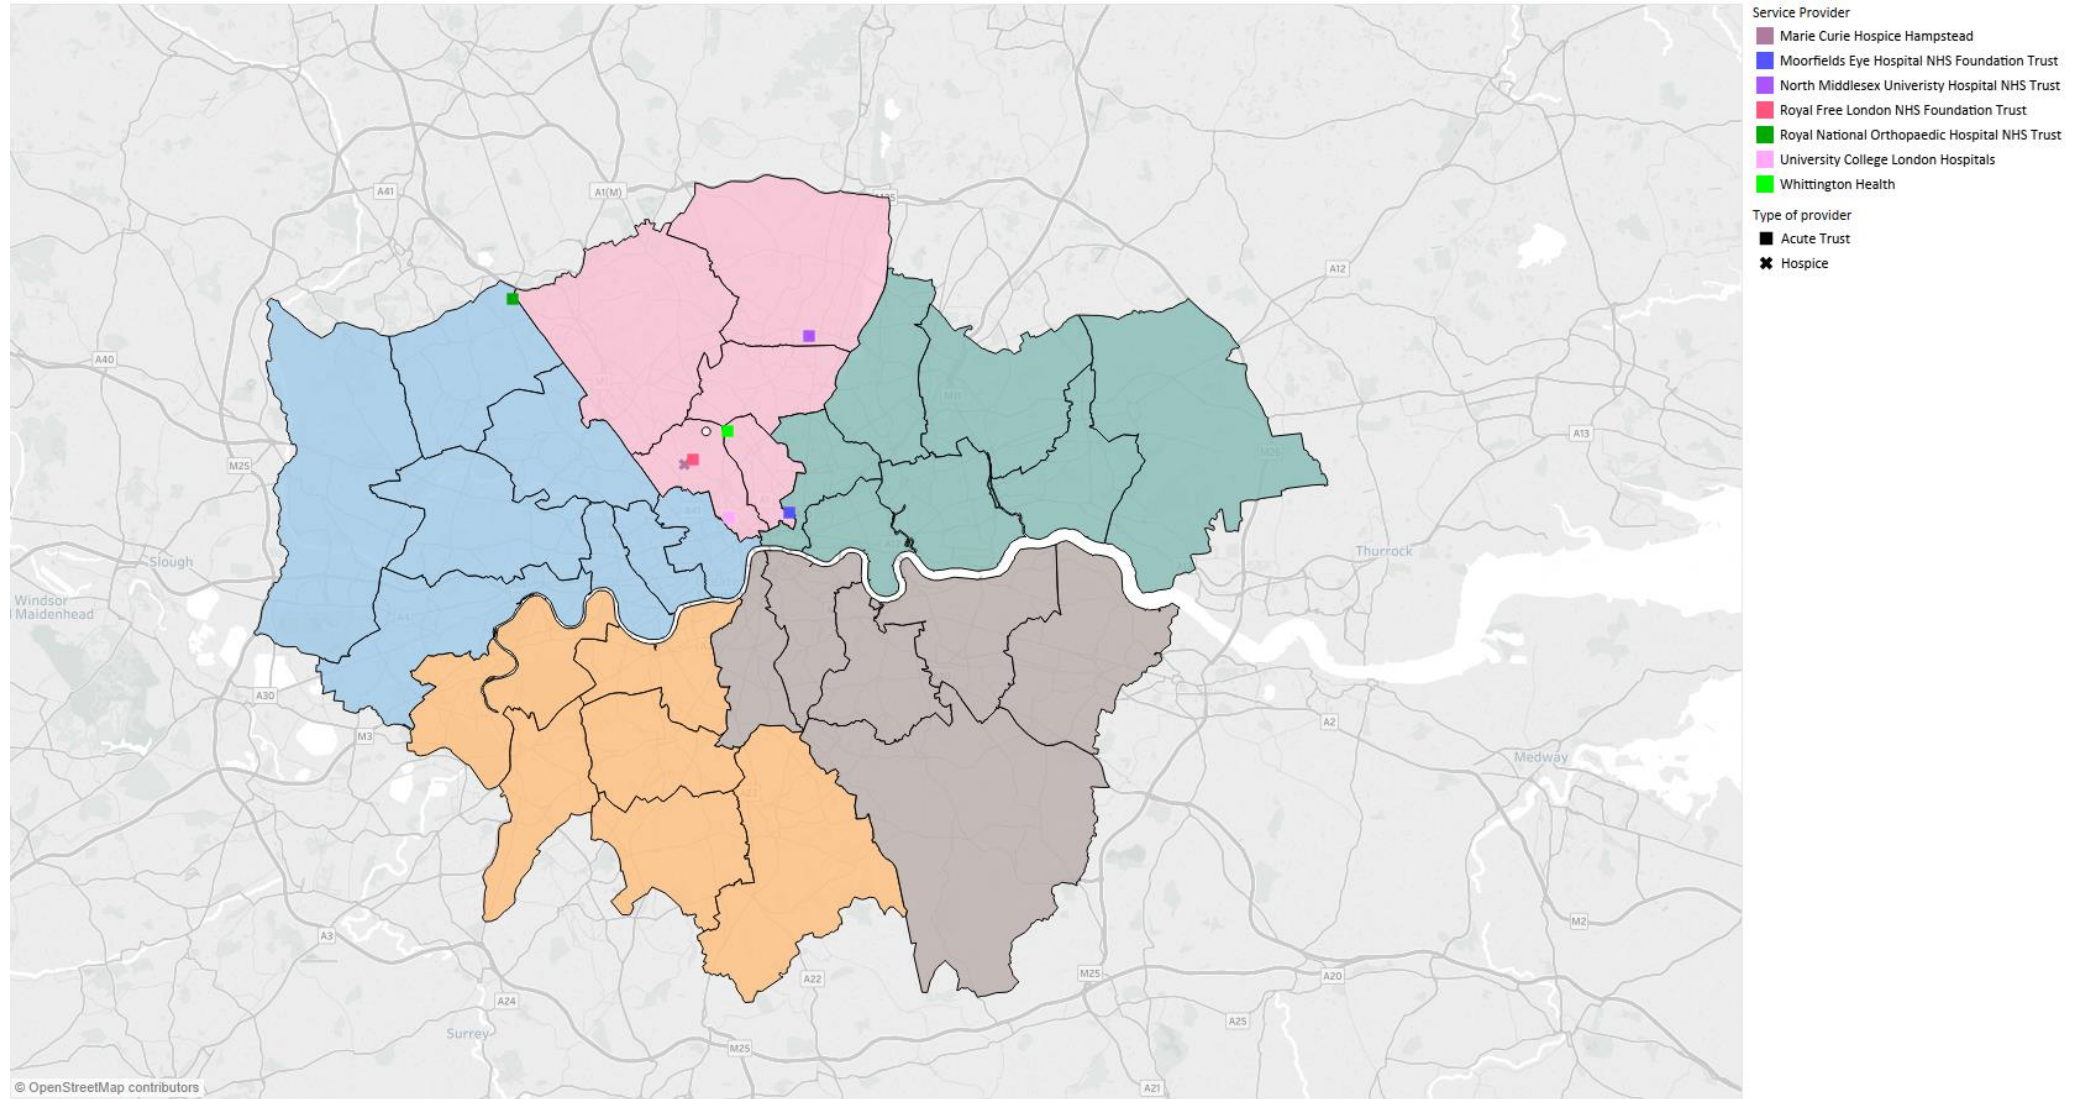 Service Provider
Marie Curie Hospice Hampstead
Moorfields Eye Hospital NHS Foundation Trust
North Middlesex Univeristy Hospital NHS Trust
Royal Free London NHS Foundation Trust
Royal National Orthopaedic Hospital NHS Trust
University College London Hospitals
Whittington Health
Type of provider
Acute Trust
Hospice
A41
A1(M)
A12
A40
A13
M25
Slough
Thurrock
Windsor
Maidenhead
A30
M3
A2
Medway
A3
M2
A22
M25
A20
A24
A25
Surrey
M25
A21
© OpenStreetMap contributors